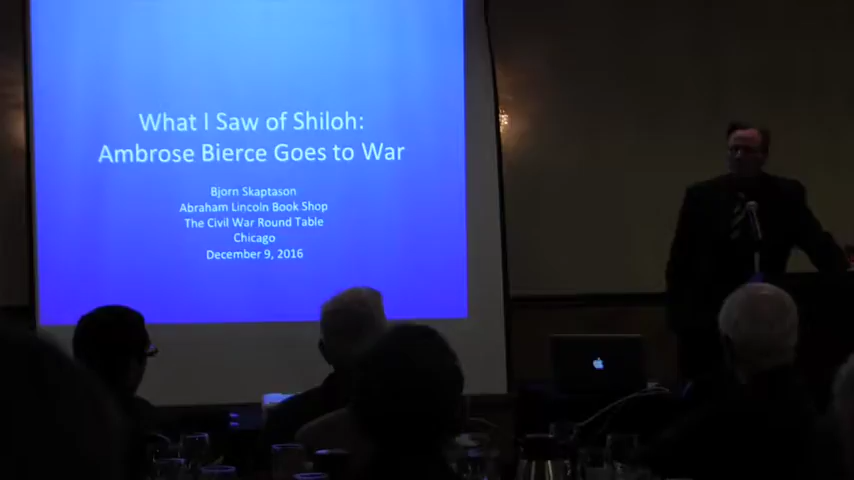 What I Saw of Shiloh:
Ambrose Bierce Goes to War
Bjorn Skaptason
Abraham Lincoln Book Shop
The Civil War Round Table
Chicago
December 9, 2016